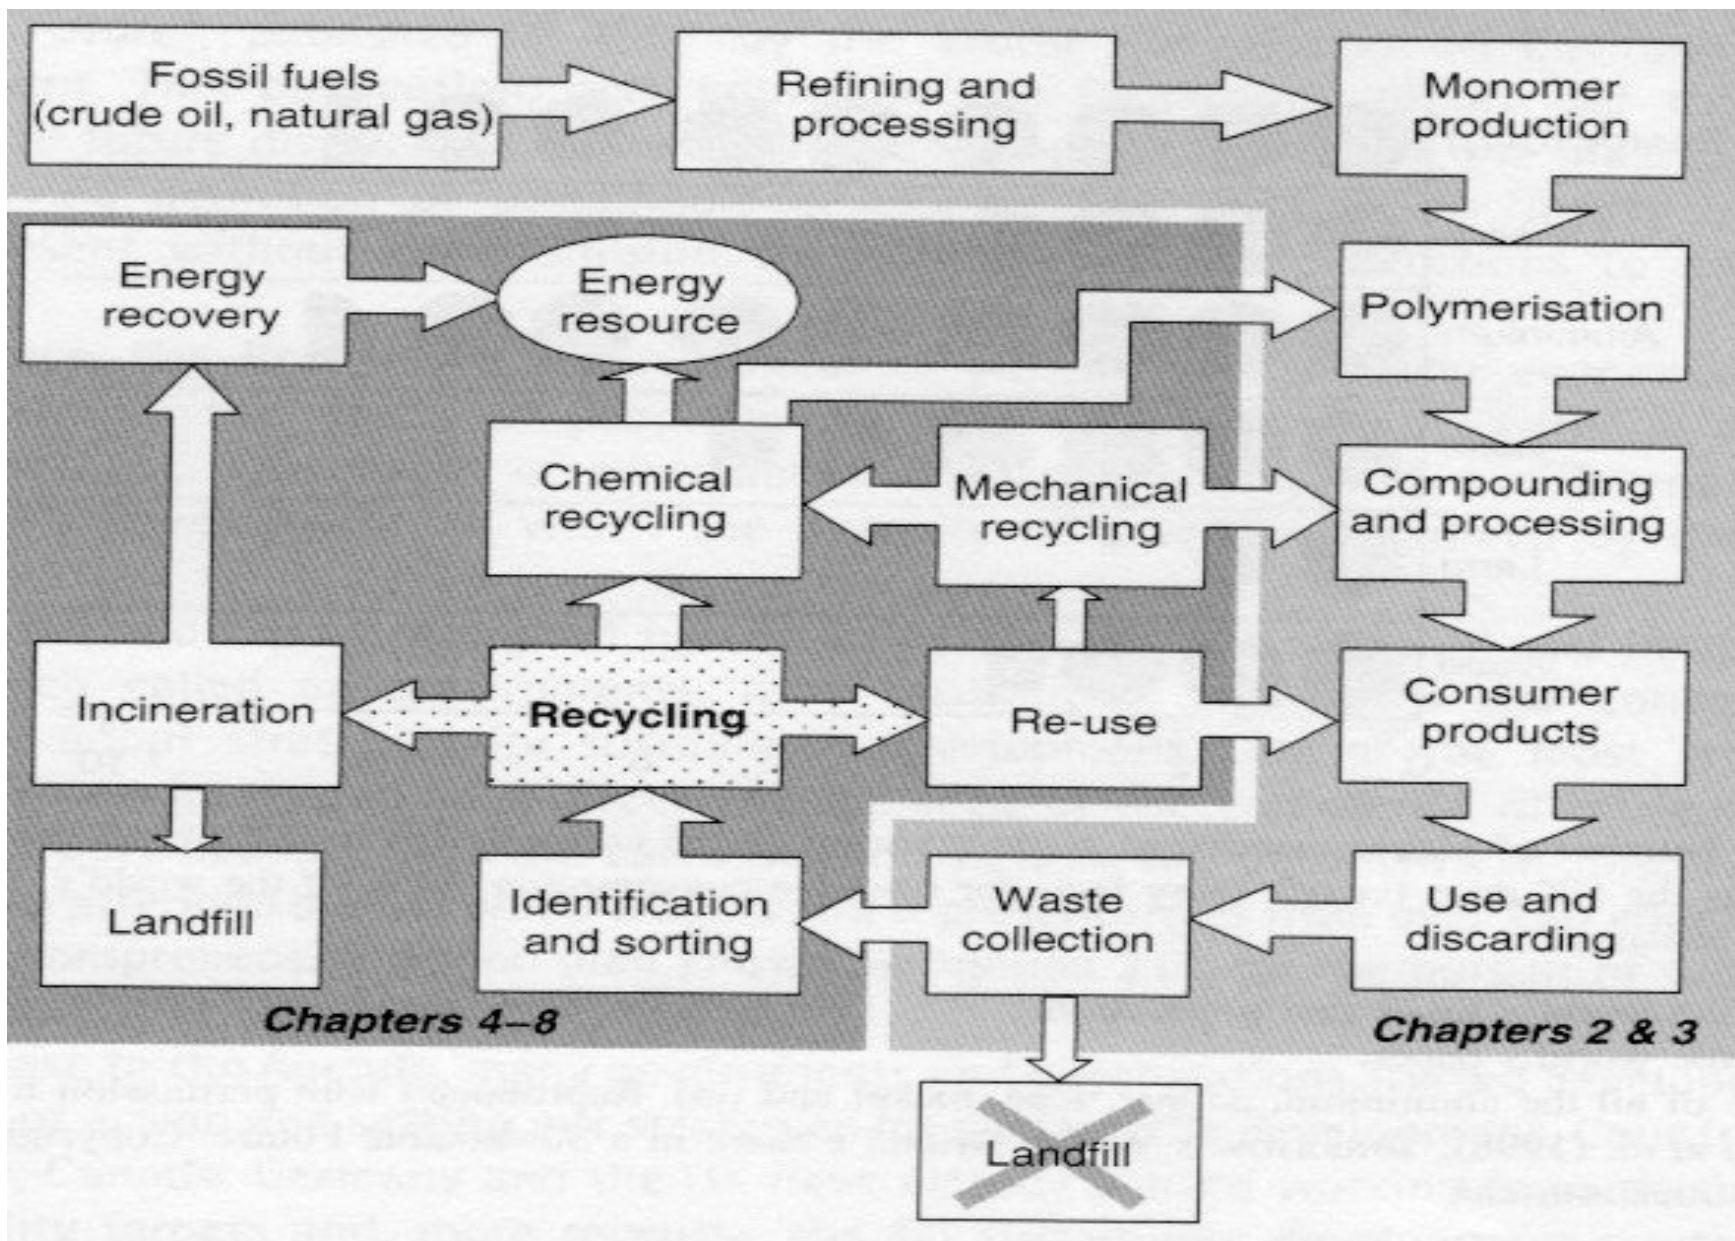 Fossil fuels
(crude oil, natural gas)
Refining and
processing
Monomer
production
Energy
recovery
Energy
resource
Polymerisation
Chemical
recycling
Mechanical
recycling
Compounding
and processing
Incineration
Recycling
Re-use
Consumer
products
Landfill
Identification
and sorting
Waste
collection
Use and
discarding
Chapters 4–8
Chapters 2 & 3
Landfill